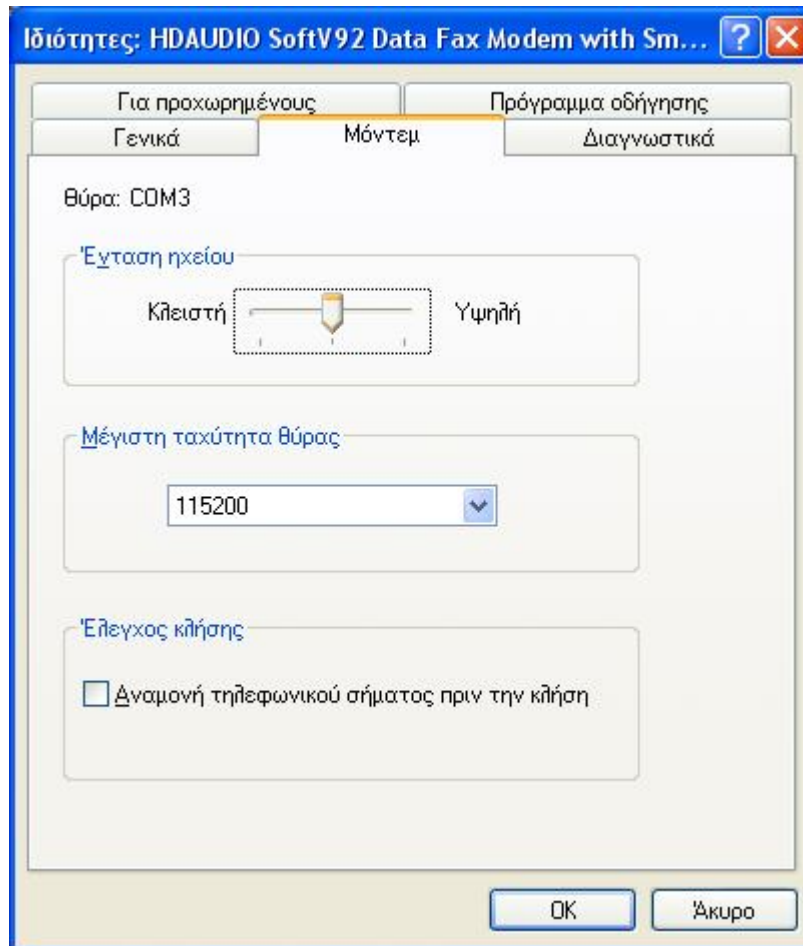 Ιδιότητες: HDAUDIO SoftV92 Data Fax Modem with Sm...
Για προχωρημένους Πρόγραμμα οδήγησης
Γενικά Μόντεμ Διαγνωστικά
Θύρα: COM3
Ένταση ηχείου
Κλειστή Υψηλή
Μέγιστη ταχύτητα θύρας
115200
Έλεγχος κλήσης
Αναμονή τηλεφωνικού σήματος πριν την κλήση
OK Άκυρο